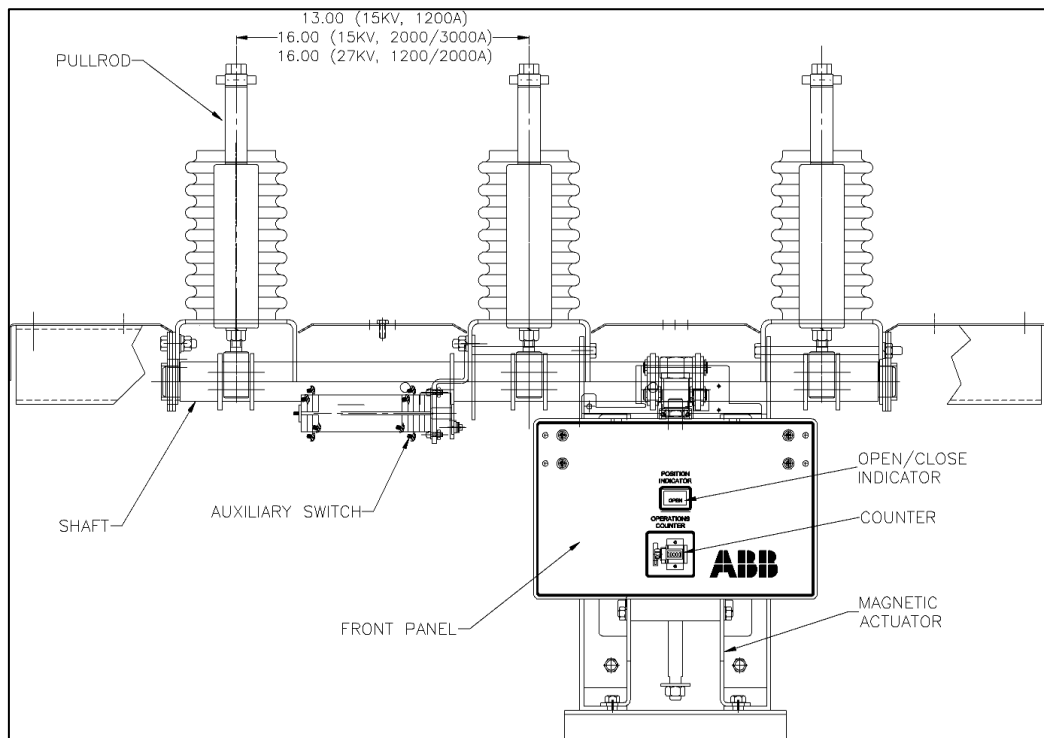 13.00 (15KV, 1200A)
16.00 (15KV, 2000/3000A)
16.00 (27KV, 1200/2000A)
PULLROD
POSITION
INDICATOR
OPEN
OPEN/CLOSE
INDICATOR
AUXILIARY SWITCH
SHAFT
OPERATIONS
COUNTER
COUNTER
ABB
FRONT PANEL
MAGNETIC
ACTUATOR